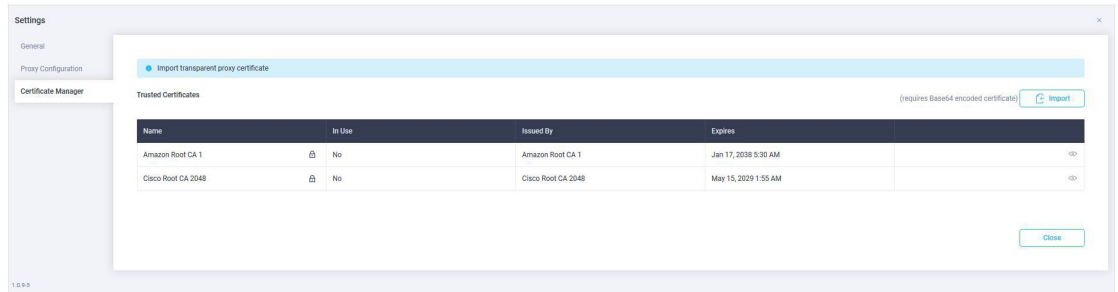 Settings
×
General
Proxy Configuration
Certificate Manager
Import transparent proxy certificate
Trusted Certificates
(requires Base64 encoded certificate) Import
Name In Use Issued By Expires
Amazon Root CA 1 No Amazon Root CA 1 Jan 17, 2038 5:30 AM
Cisco Root CA 2048 No Cisco Root CA 2048 May 15, 2029 1:55 AM
Close
1.0.9-5